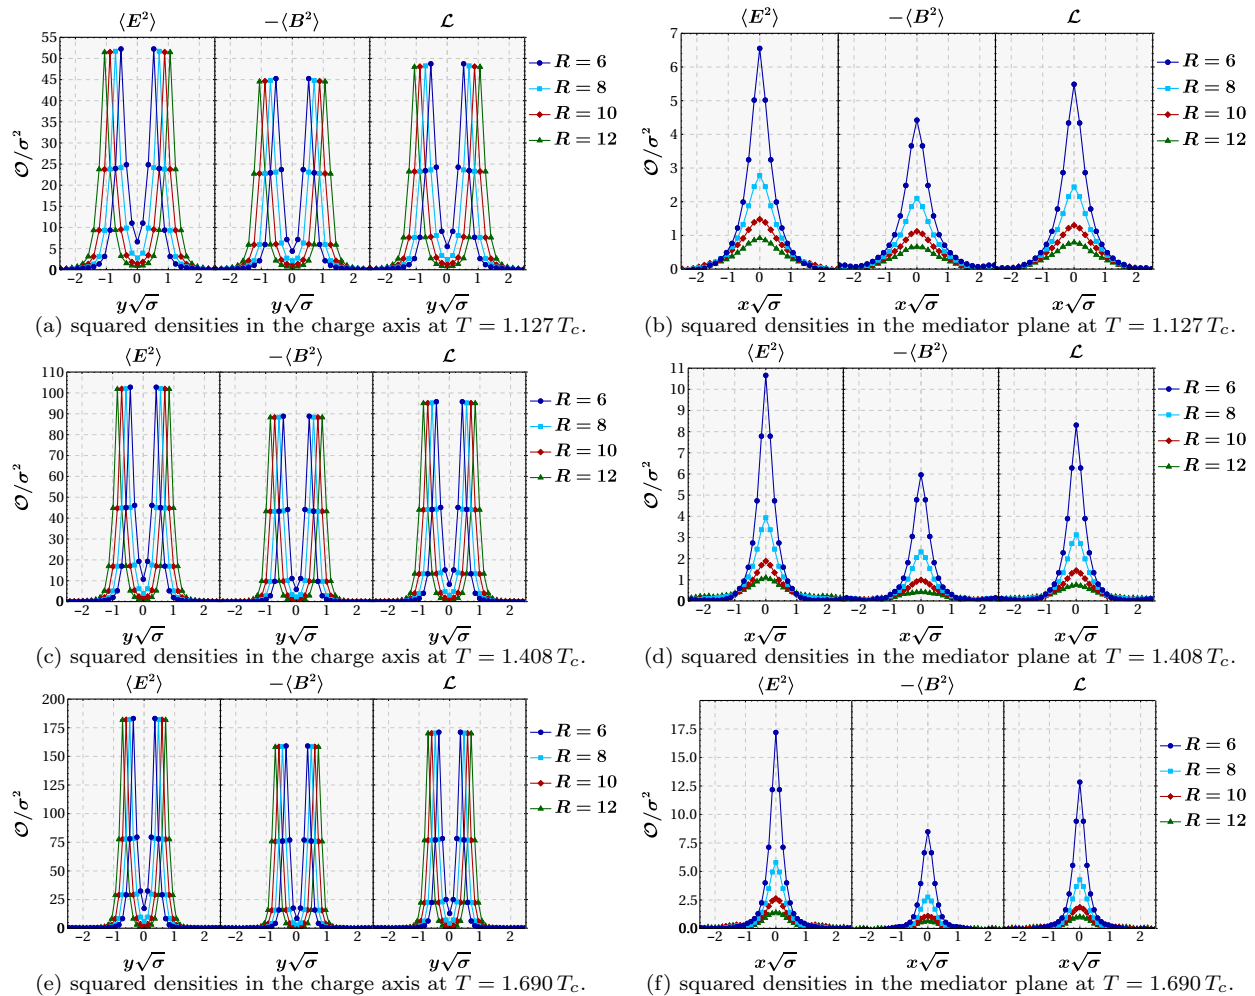 ⟨E²⟩ −⟨B²⟩ ℒ
55
50
45
40
35
30
25
20
15
10
5
0
𝒪/σ²
−2 −1 0 1 2 −2 −1 0 1 2 −2 −1 0 1 2
y√σ y√σ y√σ
R = 6
R = 8
R = 10
R = 12
(a) squared densities in the charge axis at T = 1.127 T_c.
⟨E²⟩ −⟨B²⟩ ℒ
7
6
5
4
3
2
1
0
𝒪/σ²
−2 −1 0 1 2 −2 −1 0 1 2 −2 −1 0 1 2
x√σ x√σ x√σ
R = 6
R = 8
R = 10
R = 12
(b) squared densities in the mediator plane at T = 1.127 T_c.
⟨E²⟩ −⟨B²⟩ ℒ
110
100
90
80
70
60
50
40
30
20
10
0
𝒪/σ²
−2 −1 0 1 2 −2 −1 0 1 2 −2 −1 0 1 2
y√σ y√σ y√σ
R = 6
R = 8
R = 10
R = 12
(c) squared densities in the charge axis at T = 1.408 T_c.
⟨E²⟩ −⟨B²⟩ ℒ
11
10
9
8
7
6
5
4
3
2
1
0
𝒪/σ²
−2 −1 0 1 2 −2 −1 0 1 2 −2 −1 0 1 2
x√σ x√σ x√σ
R = 6
R = 8
R = 10
R = 12
(d) squared densities in the mediator plane at T = 1.408 T_c.
⟨E²⟩ −⟨B²⟩ ℒ
200
175
150
125
100
75
50
25
0
𝒪/σ²
−2 −1 0 1 2 −2 −1 0 1 2 −2 −1 0 1 2
y√σ y√σ y√σ
R = 6
R = 8
R = 10
R = 12
(e) squared densities in the charge axis at T = 1.690 T_c.
⟨E²⟩ −⟨B²⟩ ℒ
17.5
15.0
12.5
10.0
7.5
5.0
2.5
0.0
𝒪/σ²
−2 −1 0 1 2 −2 −1 0 1 2 −2 −1 0 1 2
x√σ x√σ x√σ
R = 6
R = 8
R = 10
R = 12
(f) squared densities in the mediator plane at T = 1.690 T_c.